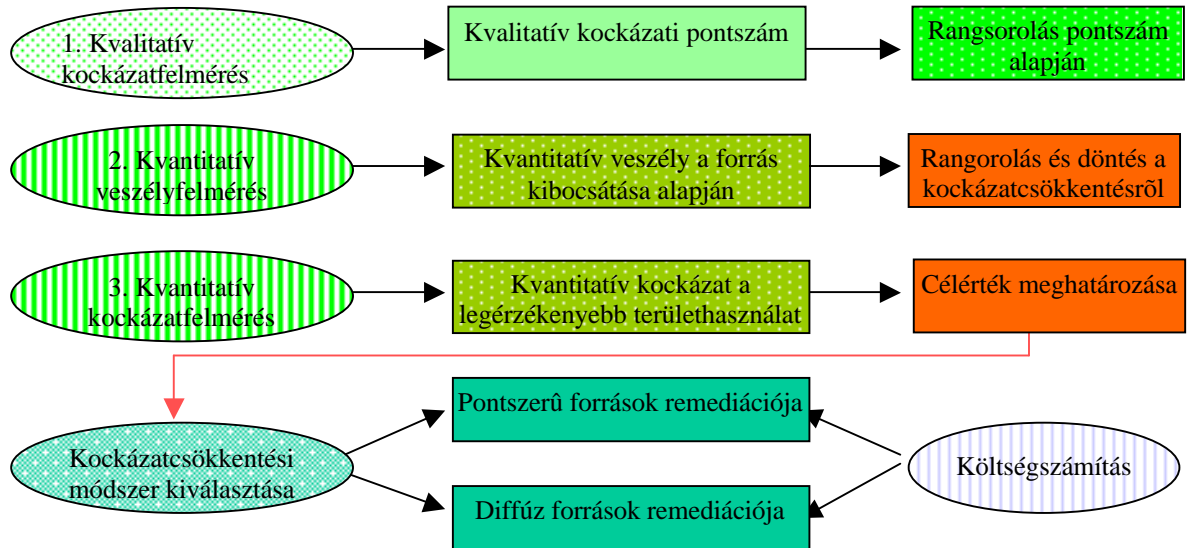 1. Kvalitatív
kockázatfelmérés
Kvalitatív kockázati pontszám
Rangsorolás pontszám
alapján
2. Kvantitatív
veszélyfelmérés
Kvantitatív veszély a forrás
kibocsátása alapján
Rangorolás és döntés a
kockázatcsökkentésrõl
3. Kvantitatív
kockázatfelmérés
Kvantitatív kockázat a
legérzékenyebb területhasználat
Célérték meghatározása
Kockázatcsökkentési
módszer kiválasztása
Pontszerû források remediációja
Diffúz források remediációja
Költségszámítás